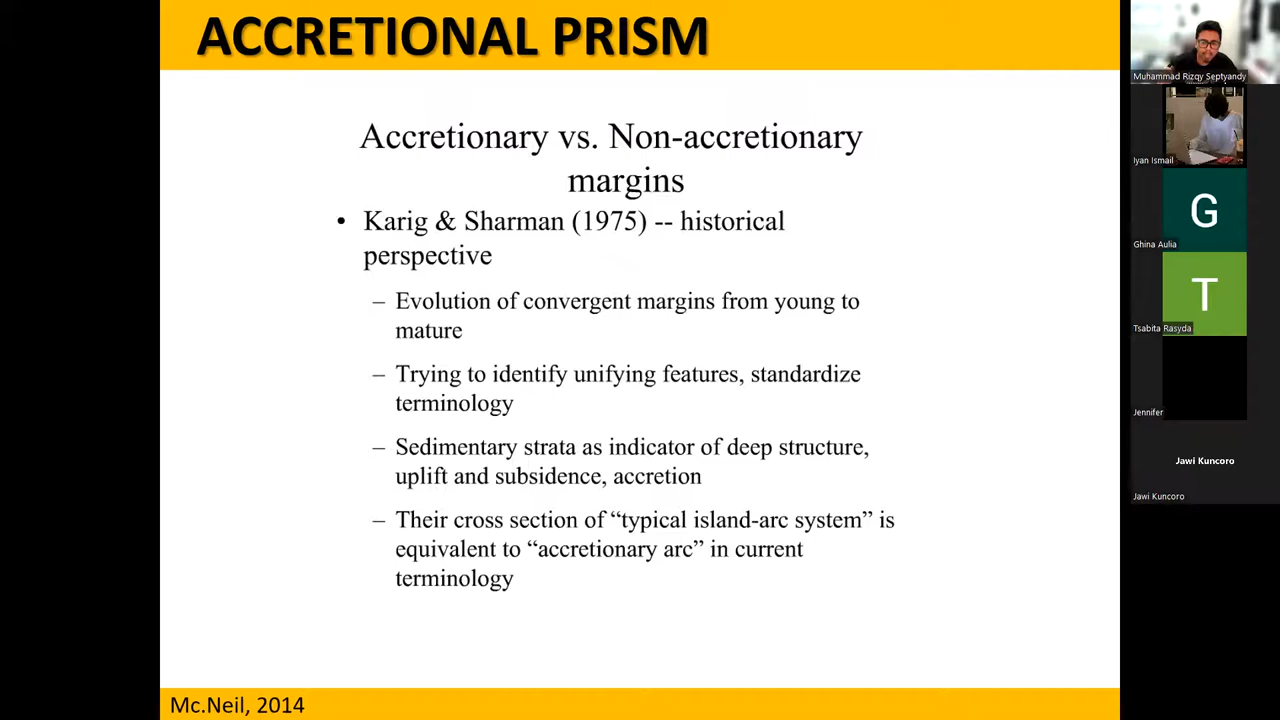 ACCRETIONAL PRISM
Accretionary vs. Non-accretionary
margins
• Karig & Sharman (1975) -- historical
perspective
– Evolution of convergent margins from young to
mature
– Trying to identify unifying features, standardize
terminology
– Sedimentary strata as indicator of deep structure,
uplift and subsidence, accretion
– Their cross section of “typical island-arc system” is
equivalent to “accretionary arc” in current
terminology
Mc.Neil, 2014
Muhammad Rizqy Septyandy
Iyan Ismail
G
Ghina Aulia
T
Tsabita Rasyda
Jennifer
Jawi Kuncoro
Jawi Kuncoro